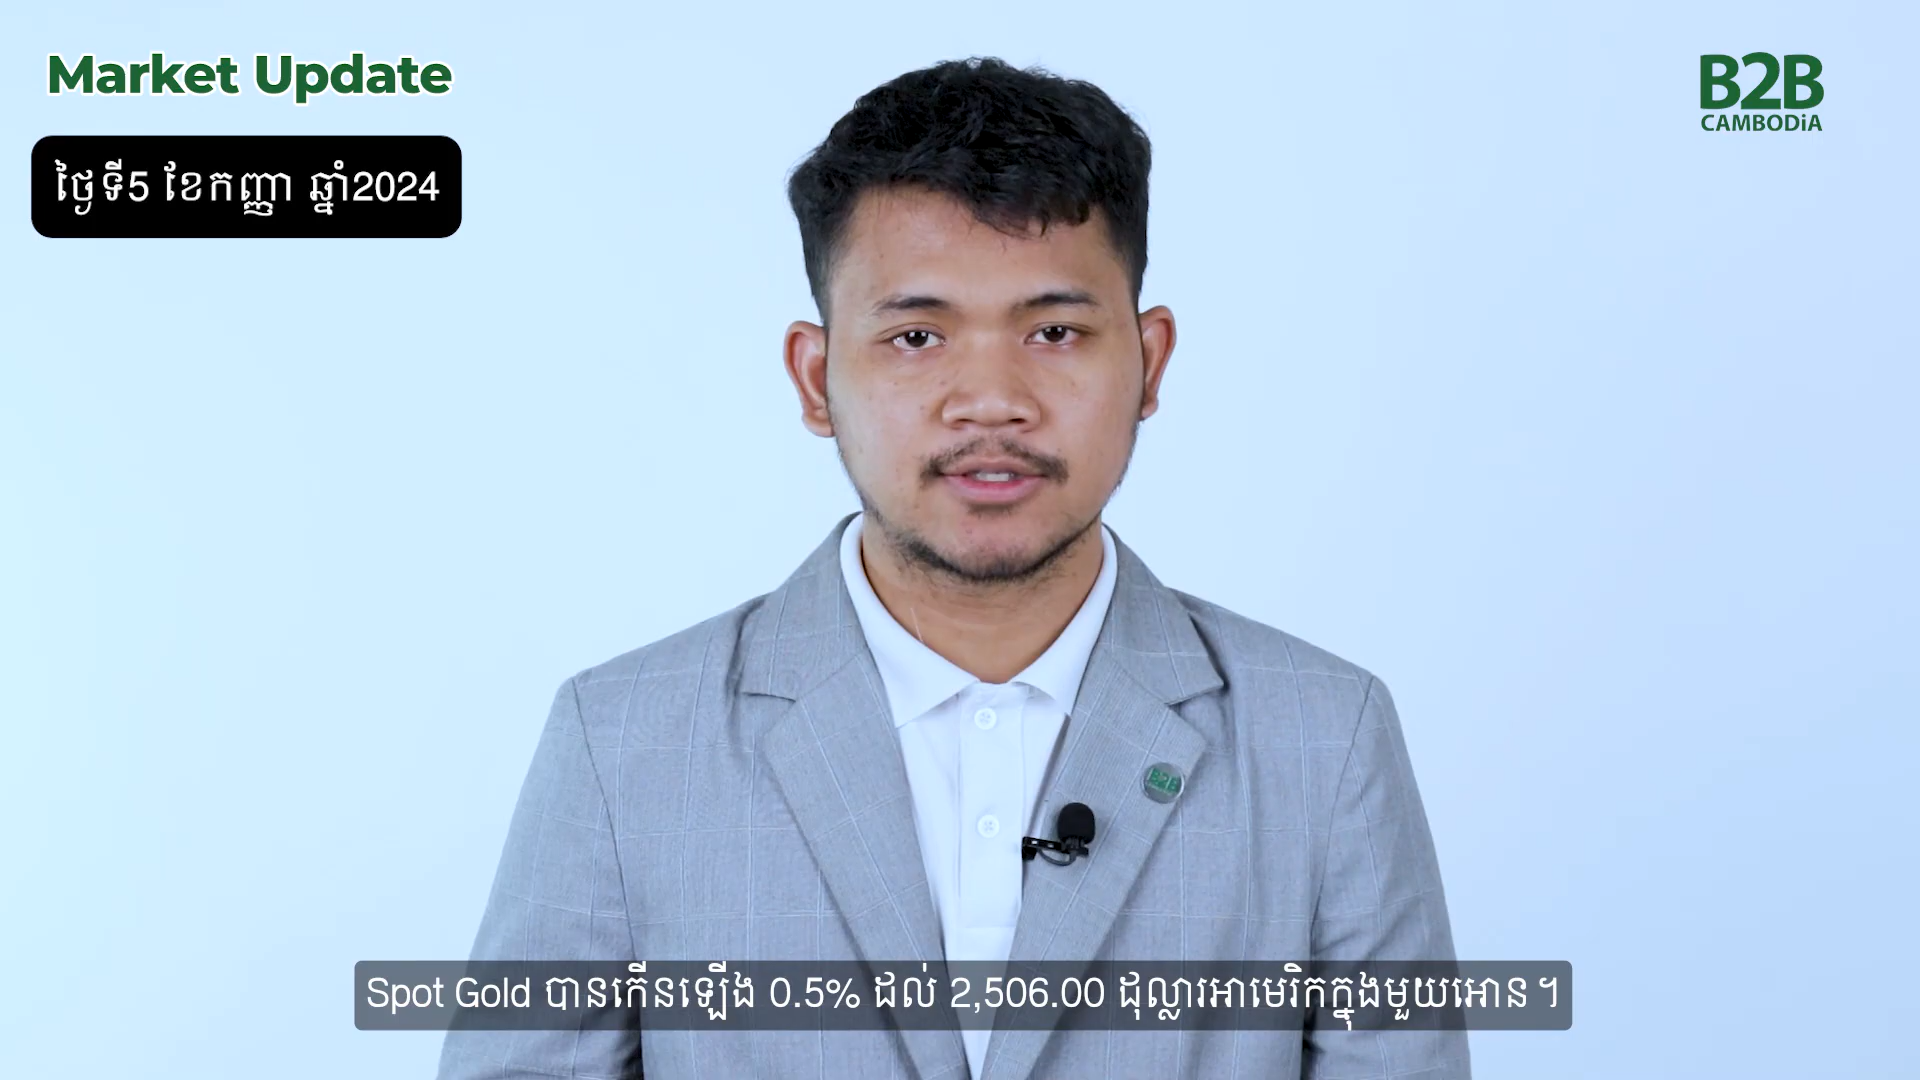 Market Update
B2B
CAMBODiA
ថ្ងៃទី5 ខែកញ្ញា ឆ្នាំ2024
B2B
Spot Gold បានកើនឡើង 0.5% ដល់ 2,506.00 ដុល្លារអាមេរិកក្នុងមួយអោន។